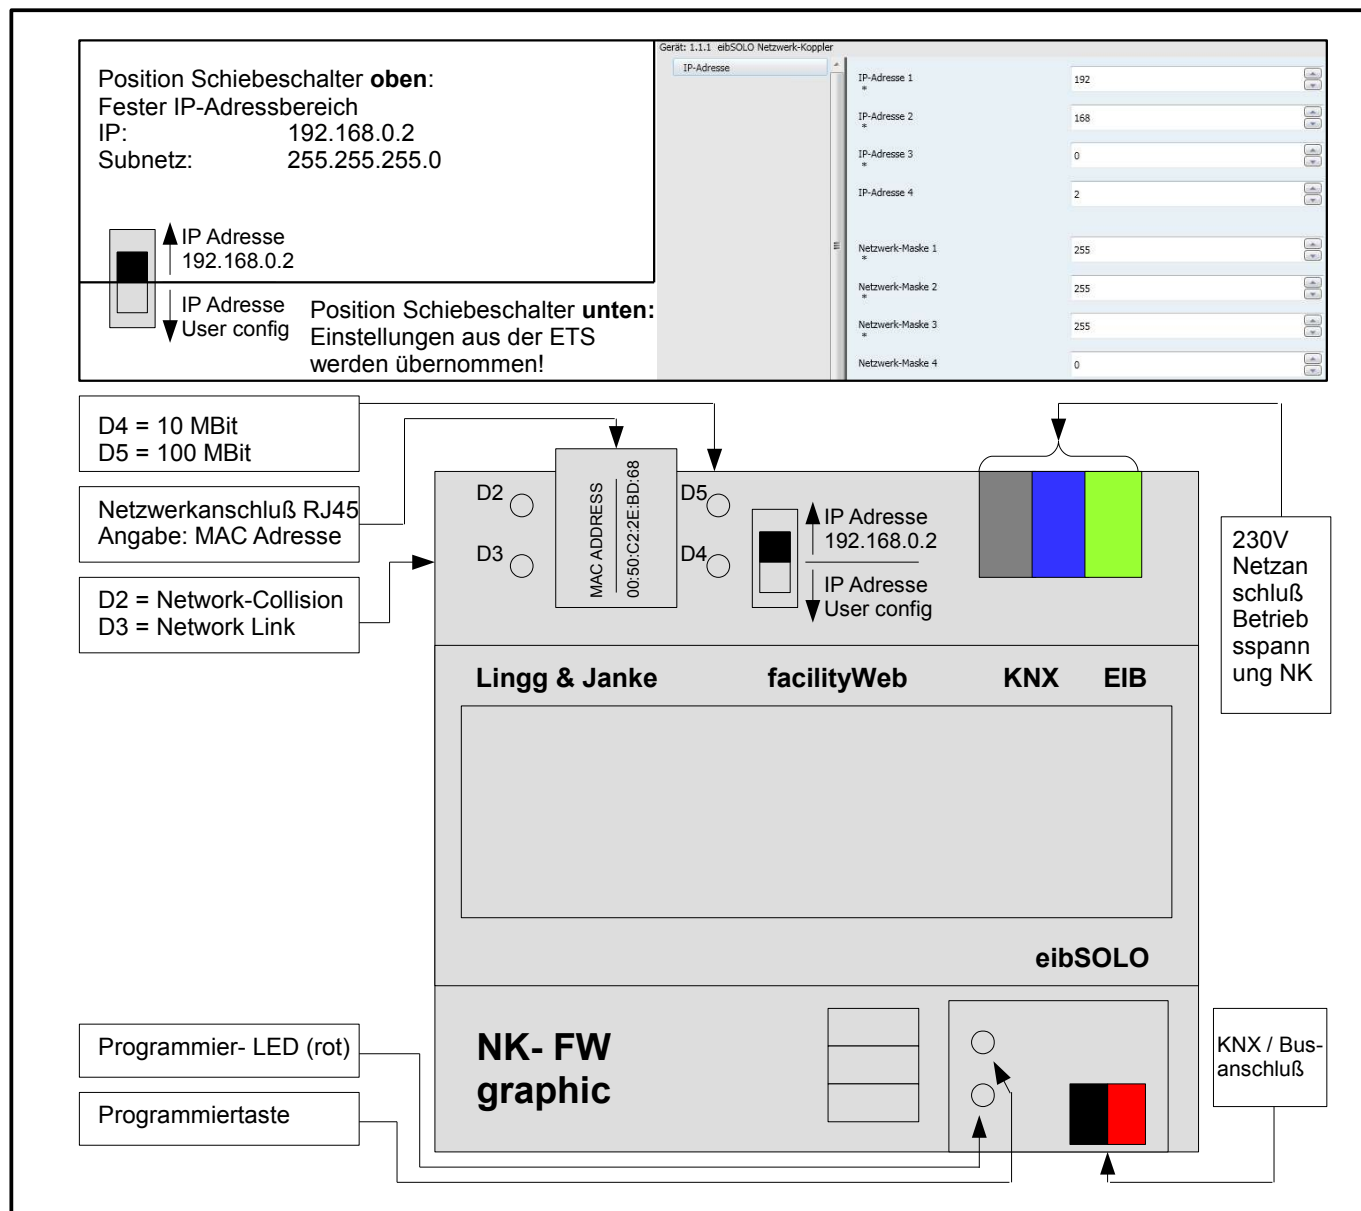 Position Schiebeschalter oben:
Fester IP-Adressbereich
IP: 192.168.0.2
Subnetz: 255.255.255.0
IP Adresse
192.168.0.2
IP Adresse
User config
Position Schiebeschalter unten:
Einstellungen aus der ETS
werden übernommen!
Gerät: 1.1.1 eibSOLO Netzwerk-Koppler
IP-Adresse
IP-Adresse 1 192
*
IP-Adresse 2 168
*
IP-Adresse 3 0
*
IP-Adresse 4 2
Netzwerk-Maske 1 255
*
Netzwerk-Maske 2 255
*
Netzwerk-Maske 3 255
*
Netzwerk-Maske 4 0
D4 = 10 MBit
D5 = 100 MBit
Netzwerkanschluß RJ45
Angabe: MAC Adresse
D2 = Network-Collision
D3 = Network Link
D2
D3
MAC ADDRESS
00:50:C2:2E:BD:68
D5
D4
IP Adresse
192.168.0.2
IP Adresse
User config
230V
Netzan
schluß
Betrieb
sspann
ung NK
Lingg & Janke facilityWeb KNX EIB
eibSOLO
NK- FW
graphic
Programmier- LED (rot)
Programmiertaste
KNX / Bus-
anschluß